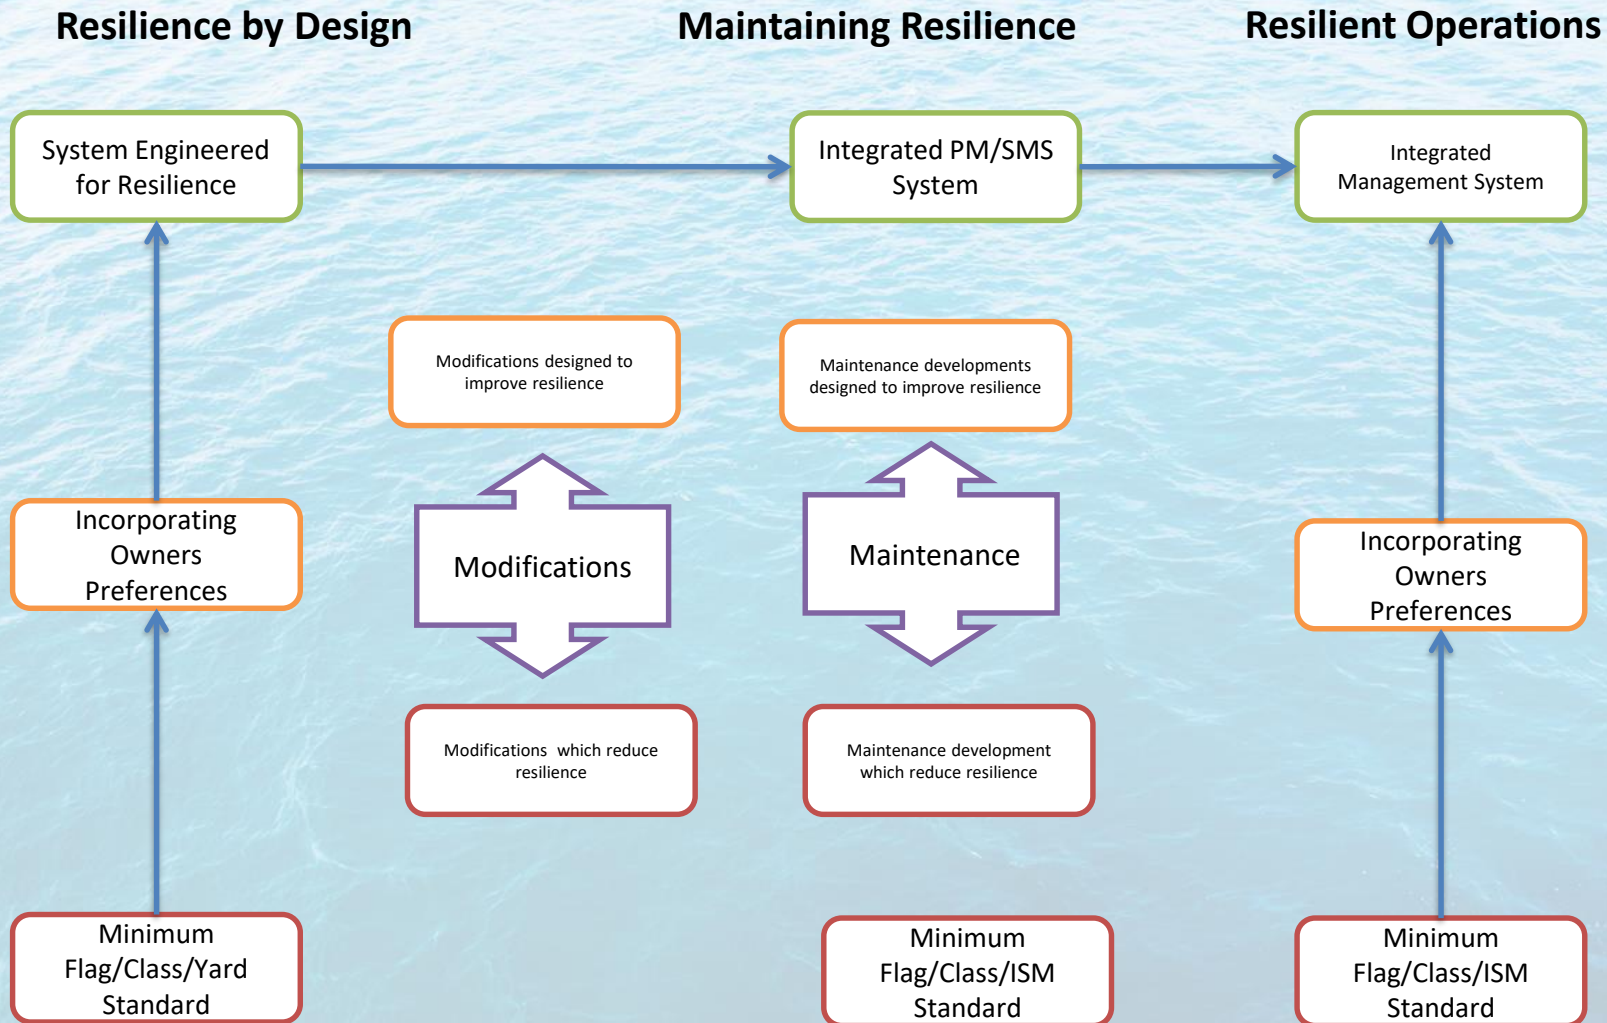 Resilience by Design
Maintaining Resilience
Resilient Operations
System Engineered
for Resilience
Integrated PM/SMS
System
Integrated
Management System
Modifications designed to
improve resilience
Maintenance developments
designed to improve resilience
Incorporating
Owners
Preferences
Modifications
Maintenance
Incorporating
Owners
Preferences
Modifications which reduce
resilience
Maintenance development
which reduce resilience
Minimum
Flag/Class/Yard
Standard
Minimum
Flag/Class/ISM
Standard
Minimum
Flag/Class/ISM
Standard